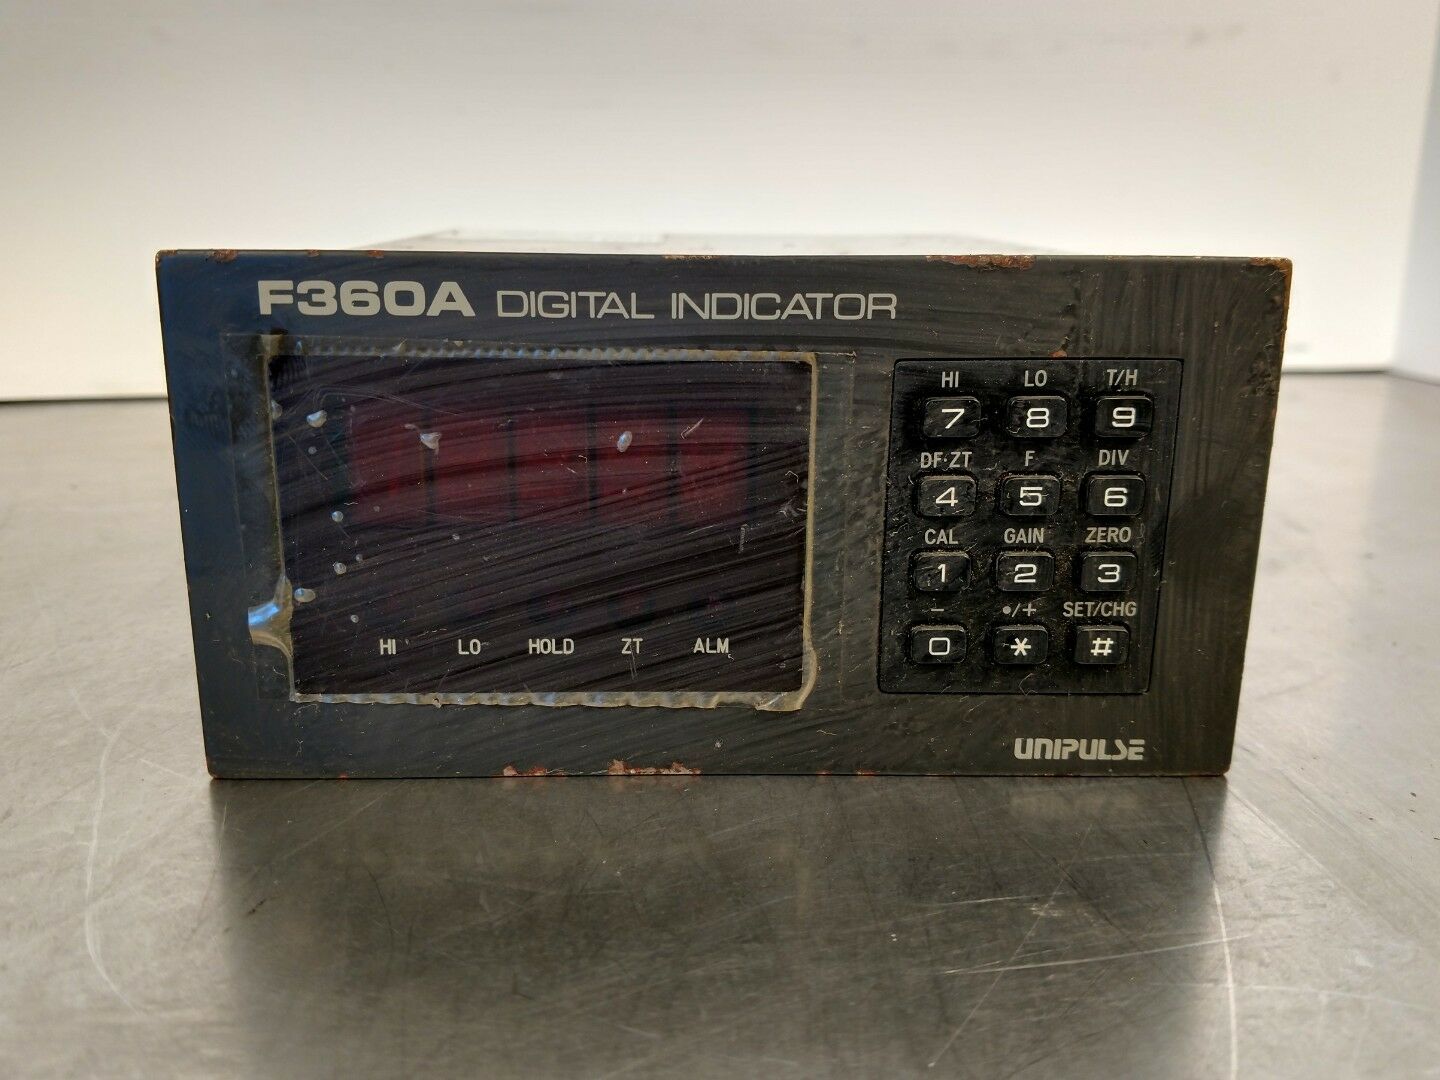 F360A DIGITAL INDICATOR
HI LO T/H
7 8 9
DF·ZT F DIV
4 5 6
CAL GAIN ZERO
1 2 3
− •/+ SET/CHG
0 * #
HI LO HOLD ZT ALM
UNIPULSE